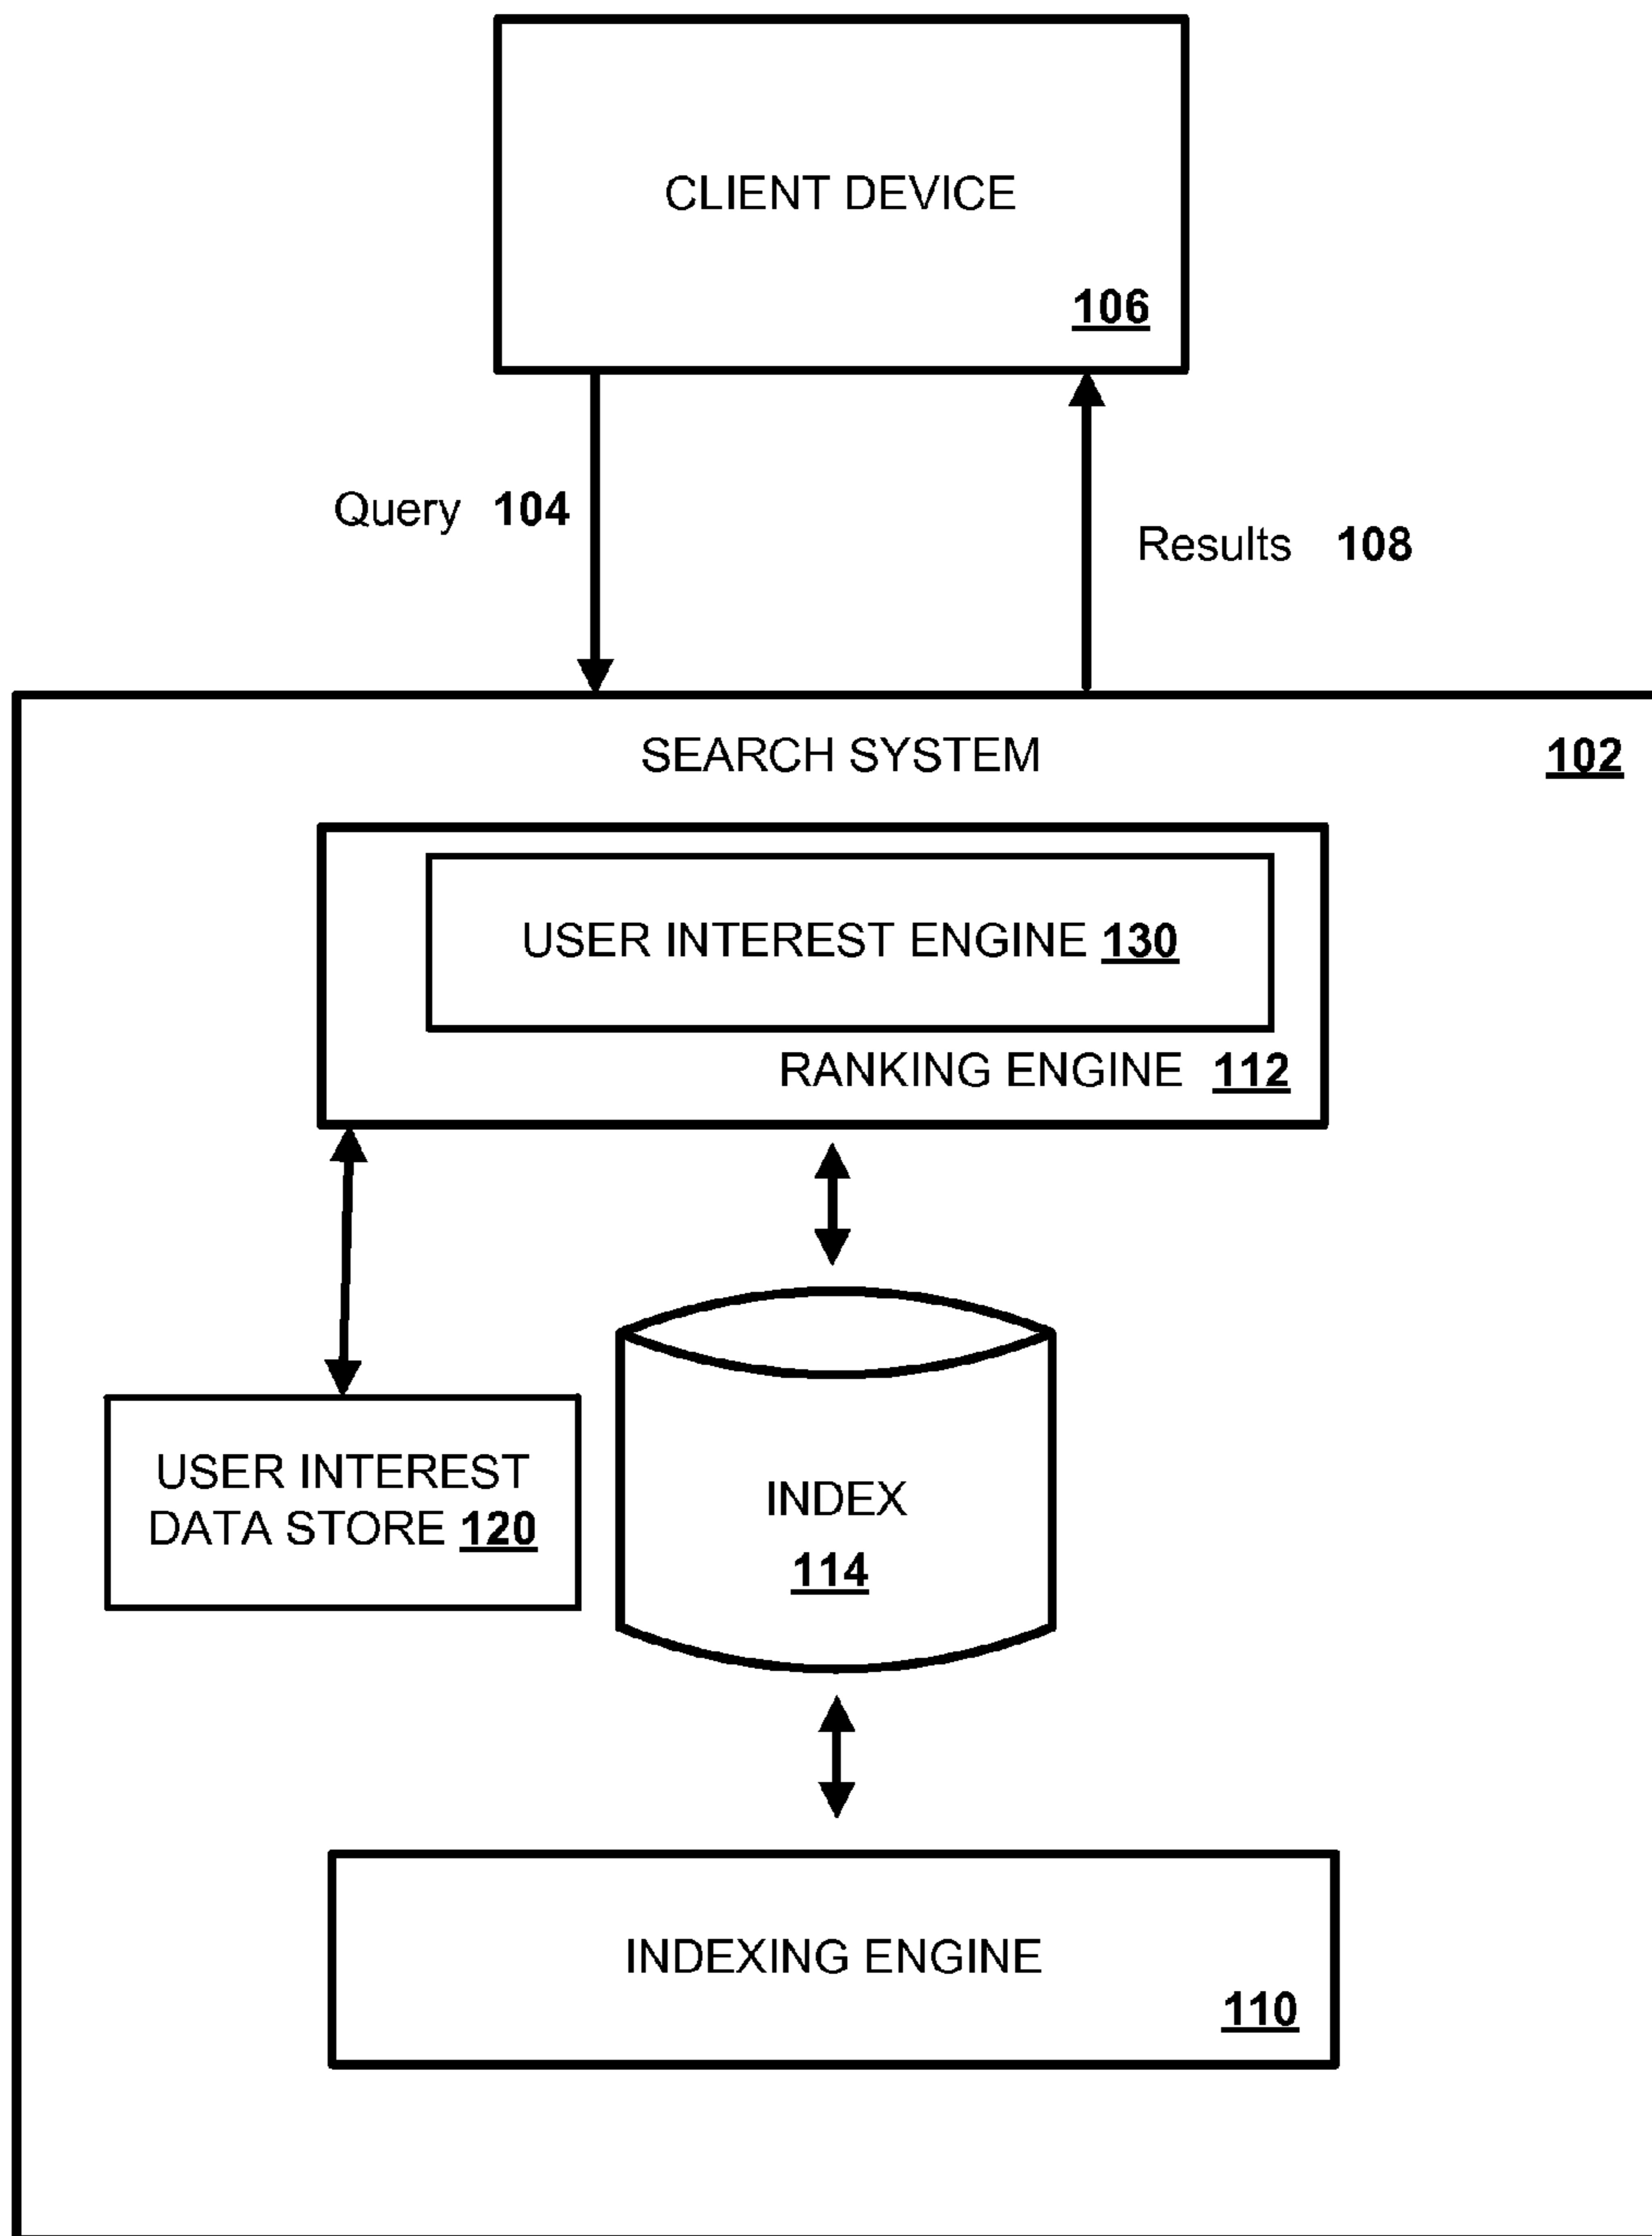 CLIENT DEVICE
106
Query 104
Results 108
SEARCH SYSTEM 102
USER INTEREST ENGINE 130
RANKING ENGINE 112
USER INTEREST
DATA STORE 120
INDEX
114
INDEXING ENGINE
110